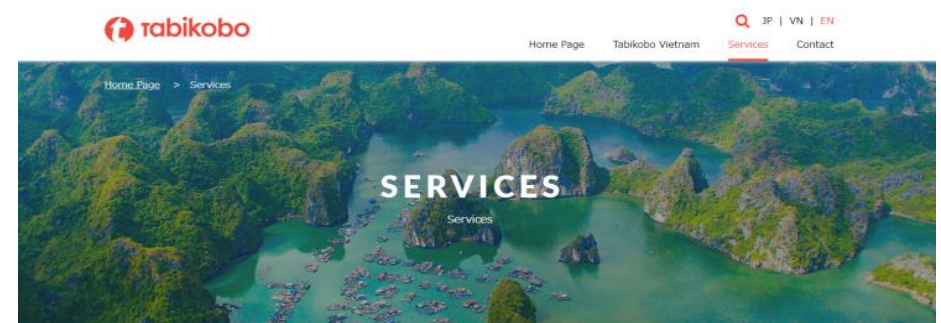 Tabikobo
JP | VN | EN
Home Page Tabikobo Vietnam Services Contact
Home Page > Services
SERVICES
Services